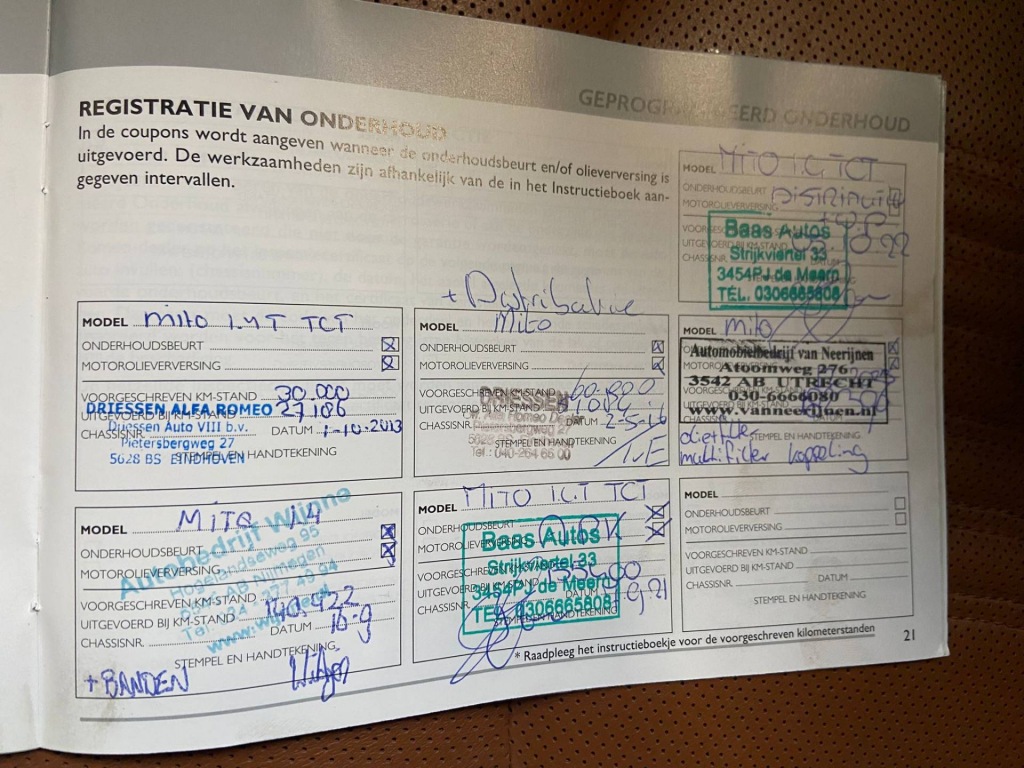 GEPROGRAMMEERD ONDERHOUD
REGISTRATIE VAN ONDERHOUD
In de coupons wordt aangeven wanneer de onderhoudsbeurt en/of olieverversing is
uitgevoerd. De werkzaamheden zijn afhankelijk van de in het Instructieboek aan-
gegeven intervallen.
MODEL MITO 1.4 TCT
ONDERHOUDSBEURT
MOTOROLIEVERVERSING
Baas Autos
Strijkviertel 33
3454PJ de Meern
TEL. 0306665808
MODEL mito 1.4 T TCT
ONDERHOUDSBEURT
MOTOROLIEVERVERSING
VOORGESCHREVEN KM-STAND 30.000
UITGEVOERD BIJ KM-STAND 27.186
CHASSISNR. DATUM 1-10-2013
STEMPEL EN HANDTEKENING
DRIESSEN ALFA ROMEO
Driessen Auto VIII b.v.
Pietersbergweg 27
5628 BS EINDHOVEN
MODEL Mito
ONDERHOUDSBEURT
MOTOROLIEVERVERSING
VOORGESCHREVEN KM-STAND 60.000
UITGEVOERD BIJ KM-STAND
CHASSISNR. DATUM 2-5-16
STEMPEL EN HANDTEKENING
Pietersbergweg 27
Tel.: 040-264 66 00
MODEL mito
Automobielbedrijf van Neerijnen
Atoomweg 276
3542 AB UTRECHT
030-6666080
www.vanneerijnen.nl
CHASSISNR.
STEMPEL EN HANDTEKENING
MODEL MiTO 1.4
ONDERHOUDSBEURT
MOTOROLIEVERVERSING
VOORGESCHREVEN KM-STAND
UITGEVOERD BIJ KM-STAND 140.422
CHASSISNR. DATUM 16-9
STEMPEL EN HANDTEKENING
Autobedrijf Wijnne
+ BANDEN
MODEL MITO 1.4T TCT
ONDERHOUDSBEURT
MOTOROLIEVERVERSING
VOORGESCHREVEN KM-STAND
UITGEVOERD BIJ KM-STAND
CHASSISNR.
Baas Autos
Strijkviertel 33
3454PJ de Meern
TEL. 0306665808
MODEL
ONDERHOUDSBEURT
MOTOROLIEVERVERSING
VOORGESCHREVEN KM-STAND
UITGEVOERD BIJ KM-STAND
CHASSISNR. DATUM
STEMPEL EN HANDTEKENING
* Raadpleeg het instructieboekje voor de voorgeschreven kilometerstanden
21